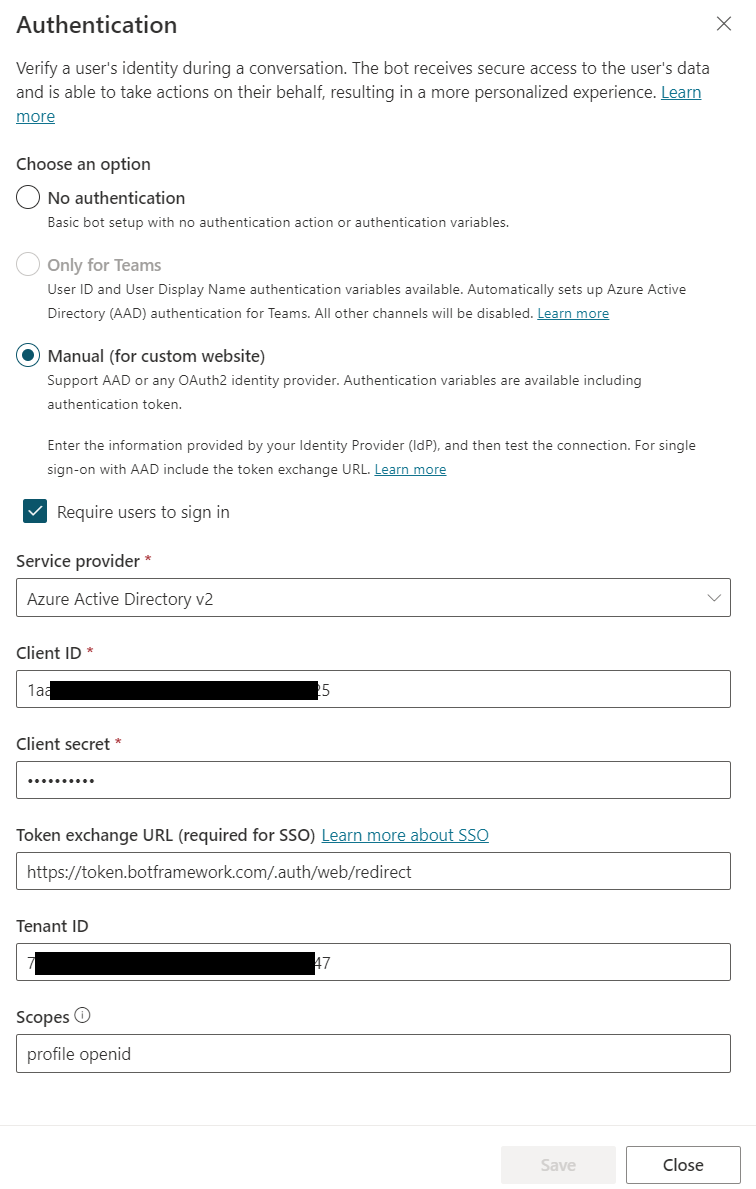 Authentication
Verify a user's identity during a conversation. The bot receives secure access to the user's data
and is able to take actions on their behalf, resulting in a more personalized experience. Learn
more
Choose an option
No authentication
Basic bot setup with no authentication action or authentication variables.
Only for Teams
User ID and User Display Name authentication variables available. Automatically sets up Azure Active
Directory (AAD) authentication for Teams. All other channels will be disabled. Learn more
Manual (for custom website)
Support AAD or any OAuth2 identity provider. Authentication variables are available including
authentication token.
Enter the information provided by your Identity Provider (IdP), and then test the connection. For single
sign-on with AAD include the token exchange URL. Learn more
Require users to sign in
Service provider *
Azure Active Directory v2
Client ID *
1aa 25
Client secret *
••••••••••
Token exchange URL (required for SSO) Learn more about SSO
https://token.botframework.com/.auth/web/redirect
Tenant ID
7 47
Scopes
profile openid
Save Close